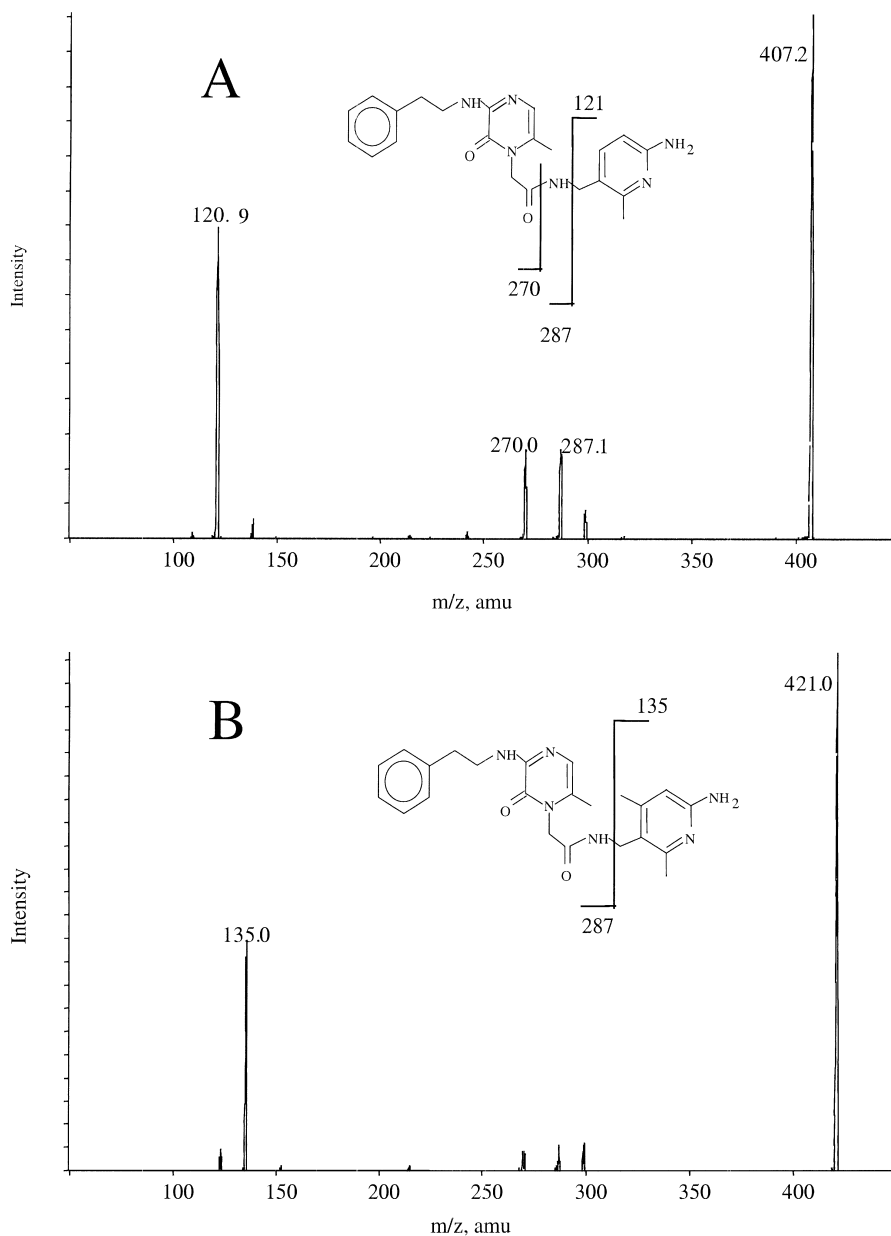 A
407.2
120. 9
121
NH
N
NH2
O
N
NH
N
O
270
287
270.0
287.1
Intensity
100 150 200 250 300 350 400
m/z, amu
B
421.0
135
NH
N
NH 2
O
N
NH
N
O
287
135.0
Intensity
100 150 200 250 300 350 400
m/z, amu